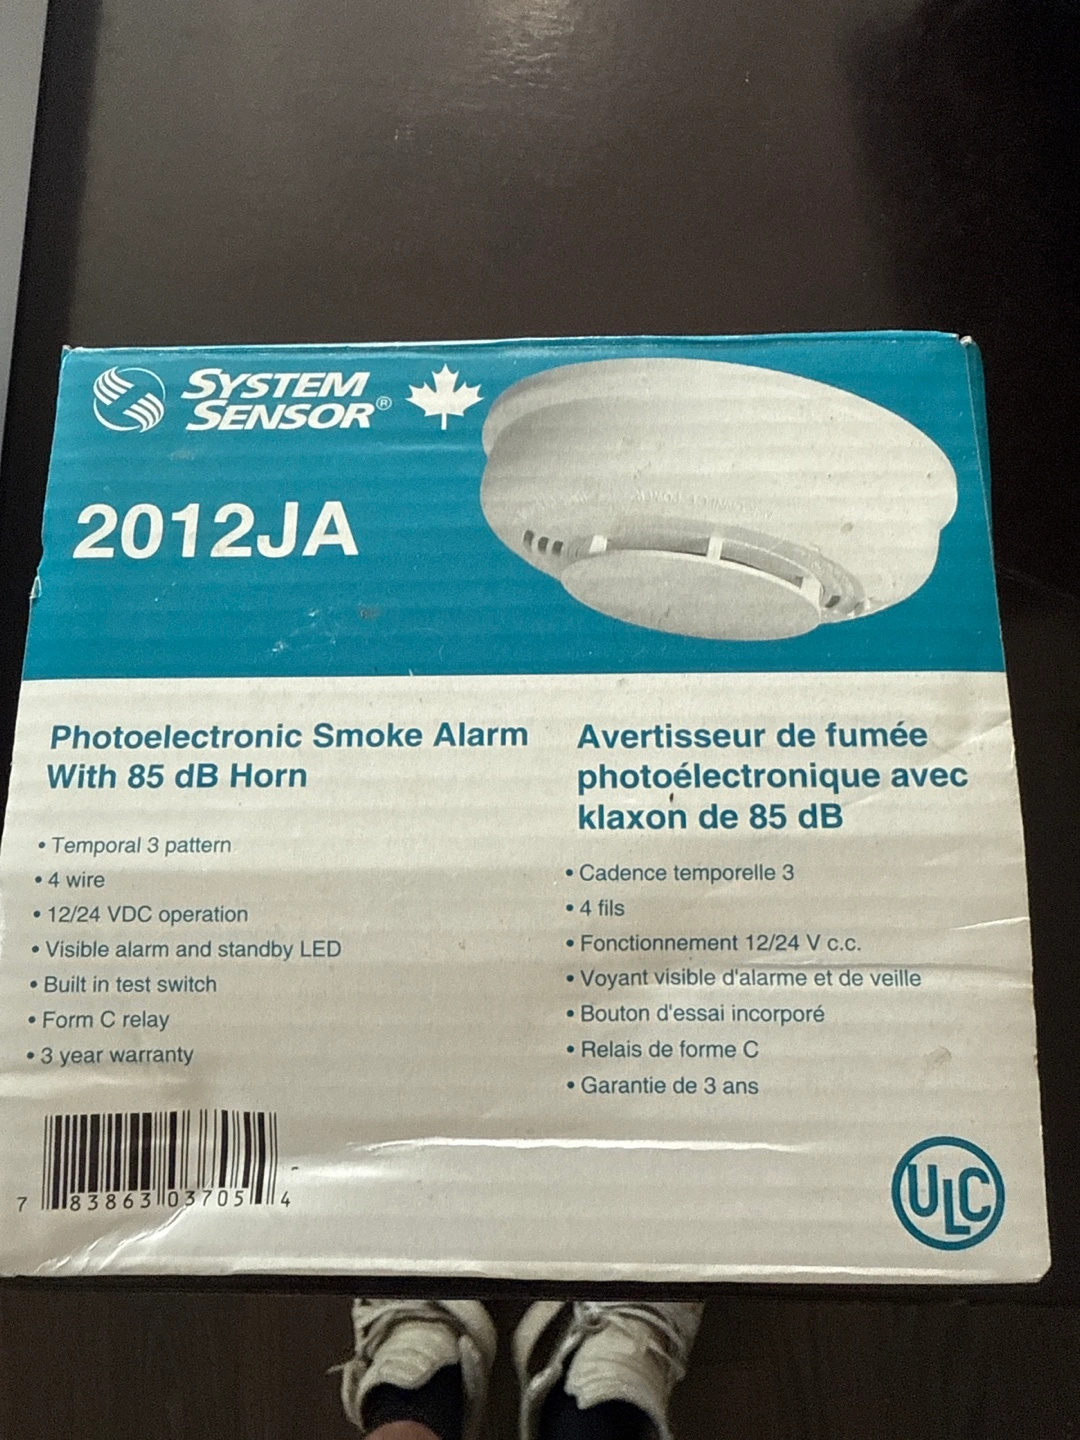 SYSTEM
SENSOR®
2012JA
Photoelectronic Smoke Alarm
With 85 dB Horn
• Temporal 3 pattern
• 4 wire
• 12/24 VDC operation
• Visible alarm and standby LED
• Built in test switch
• Form C relay
• 3 year warranty
Avertisseur de fumée
photoélectronique avec
klaxon de 85 dB
• Cadence temporelle 3
• 4 fils
• Fonctionnement 12/24 V c.c.
• Voyant visible d'alarme et de veille
• Bouton d'essai incorporé
• Relais de forme C
• Garantie de 3 ans
7 83863 03705 4
ULC